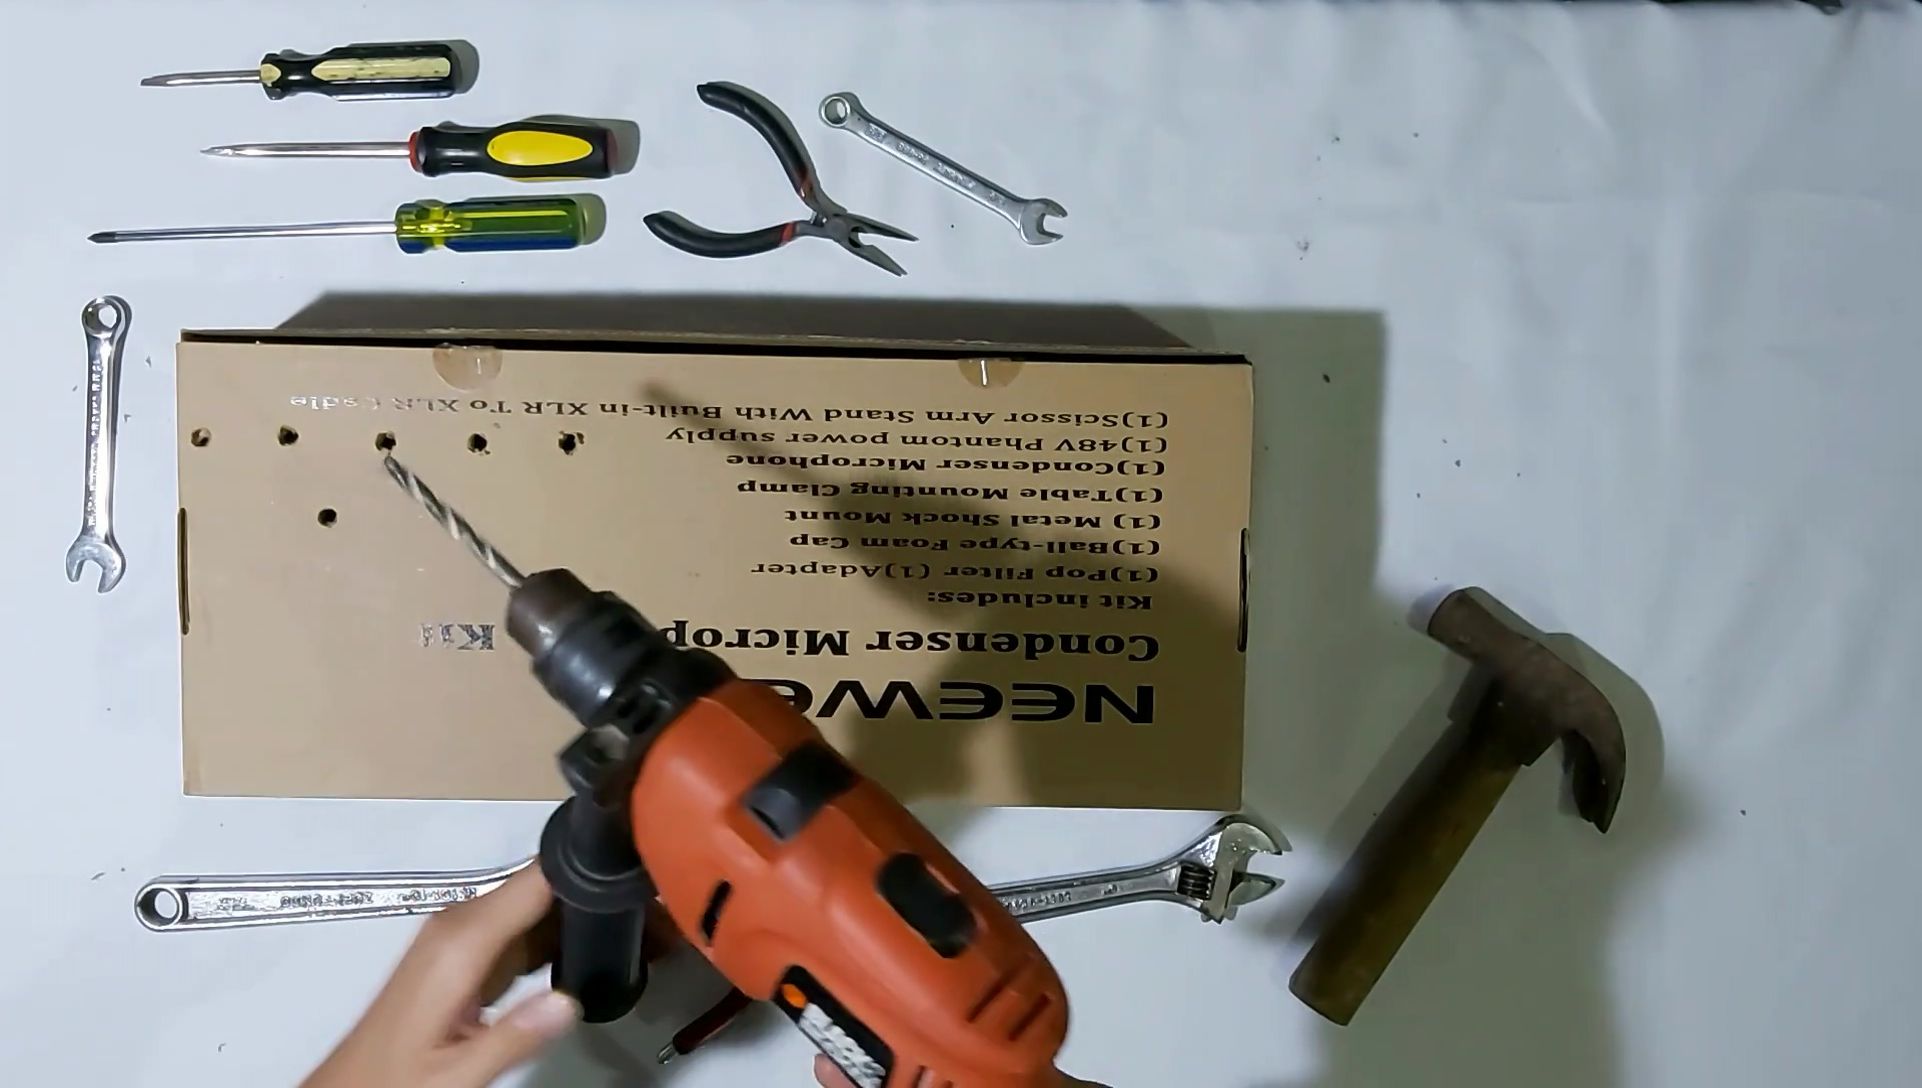 NEEWE
Condenser Microp Kit
Kit includes:
(1)Pop Filter (1)Adapter
(1)Ball-type Foam Cap
(1) Metal Shock Mount
(1)Table Mounting Clamp
(1)Condenser Microphone
(1)48V Phantom power supply
(1)Scissor Arm Stand With Built-in XLR To XLR Cable